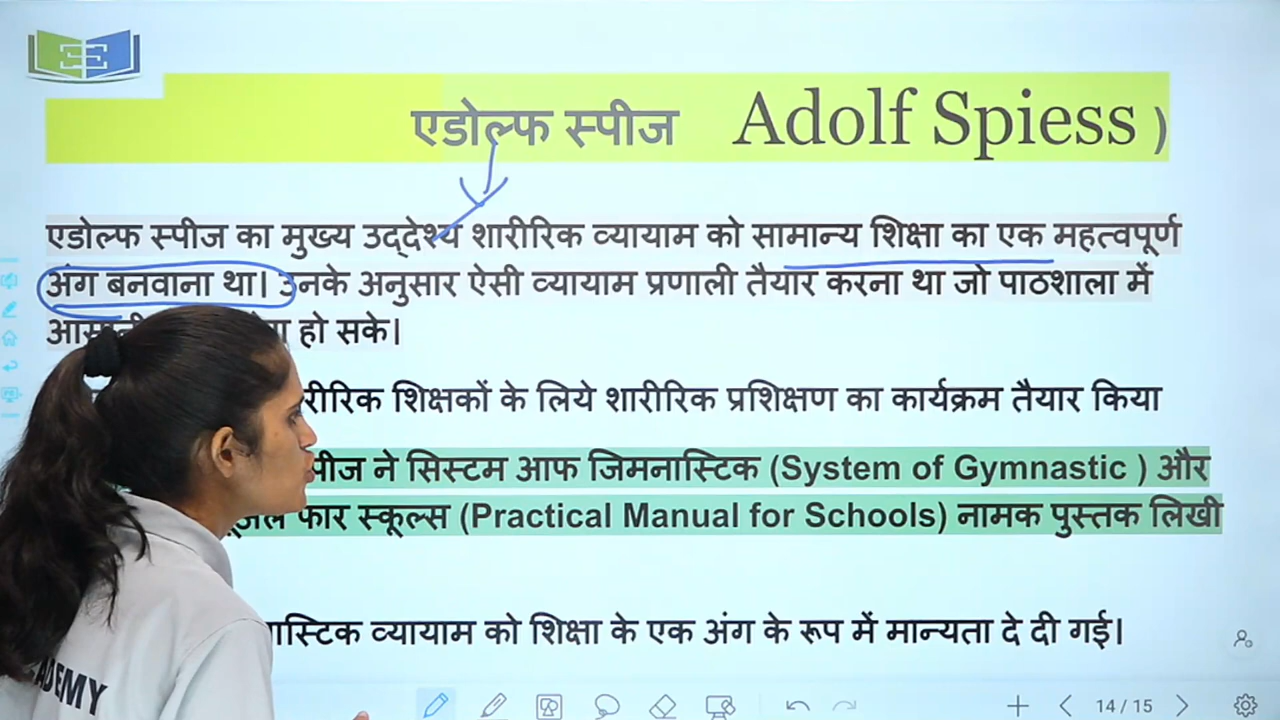 एडोल्फ स्पीज Adolf Spiess )
एडोल्फ स्पीज का मुख्य उद्देश्य शारीरिक व्यायाम को सामान्य शिक्षा का एक महत्वपूर्ण
अंग बनवाना था। उनके अनुसार ऐसी व्यायाम प्रणाली तैयार करना था जो पाठशाला में
हो सके।
शिक्षकों के लिये शारीरिक प्रशिक्षण का कार्यक्रम तैयार किया
ने सिस्टम आफ जिमनास्टिक (System of Gymnastic ) और
फार स्कूल्स (Practical Manual for Schools) नामक पुस्तक लिखी
व्यायाम को शिक्षा के एक अंग के रूप में मान्यता दे दी गई।
14 / 15